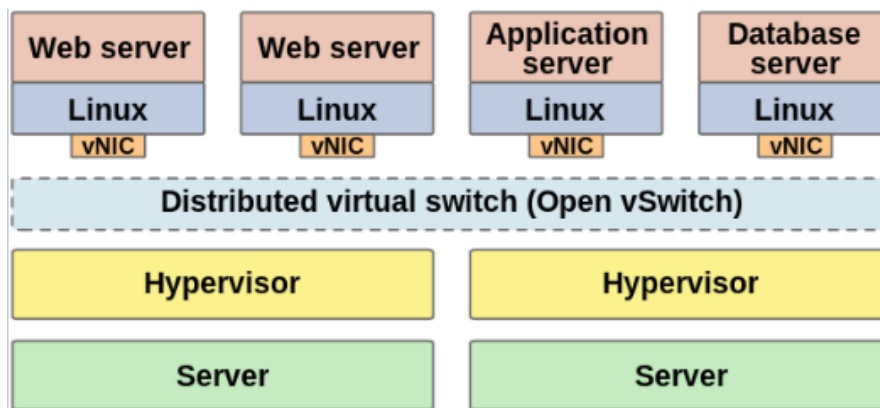 Web server
Web server
Application
server
Database
server
Linux
Linux
Linux
Linux
vNIC
vNIC
vNIC
vNIC
Distributed virtual switch (Open vSwitch)
Hypervisor
Hypervisor
Server
Server